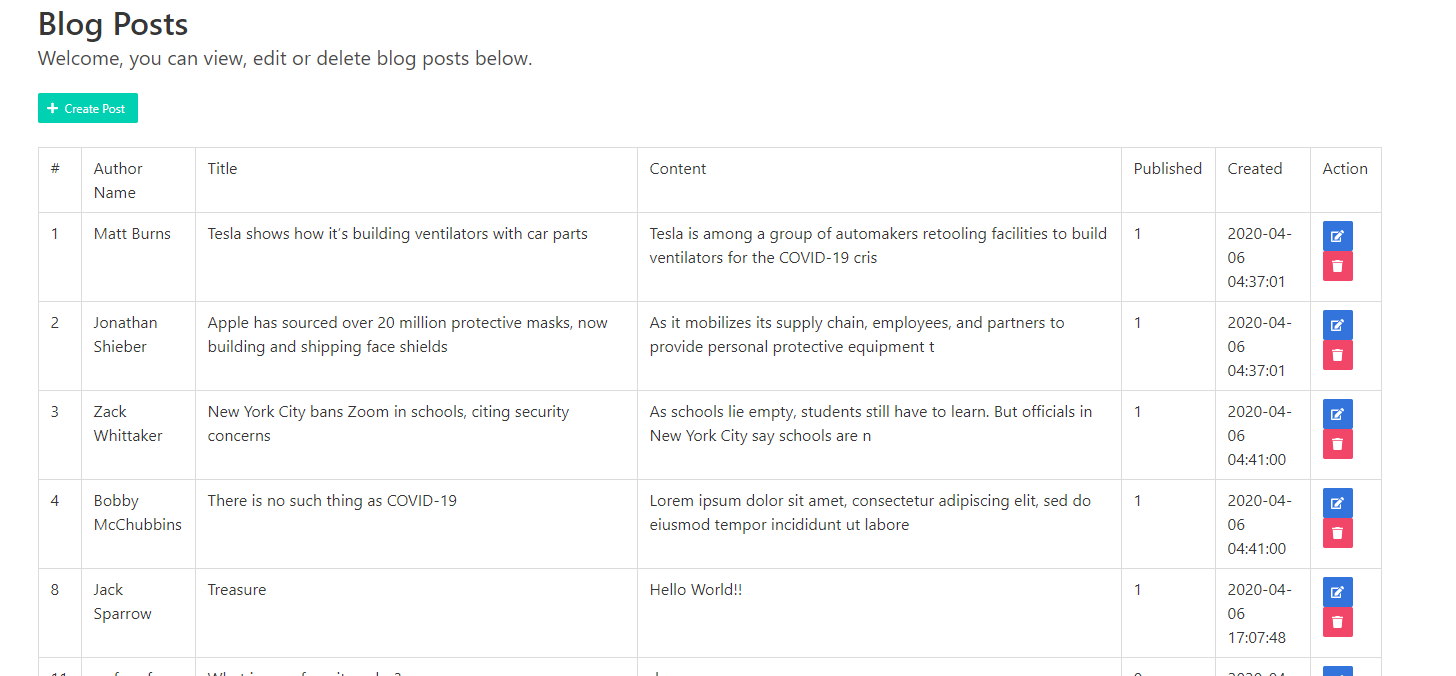 Blog Posts
Welcome, you can view, edit or delete blog posts below.
Create Post
# Author Title Content Published Created Action
Name
1 Matt Burns Tesla shows how it’s building ventilators with car parts Tesla is among a group of automakers retooling facilities to build 1 2020-04-
ventilators for the COVID-19 cris 06
04:37:01
2 Jonathan Apple has sourced over 20 million protective masks, now As it mobilizes its supply chain, employees, and partners to 1 2020-04-
Shieber building and shipping face shields provide personal protective equipment t 06
04:37:01
3 Zack New York City bans Zoom in schools, citing security As schools lie empty, students still have to learn. But officials in 1 2020-04-
Whittaker concerns New York City say schools are n 06
04:41:00
4 Bobby There is no such thing as COVID-19 Lorem ipsum dolor sit amet, consectetur adipiscing elit, sed do 1 2020-04-
McChubbins eiusmod tempor incididunt ut labore 06
04:41:00
8 Jack Treasure Hello World!! 1 2020-04-
Sparrow 06
17:07:48